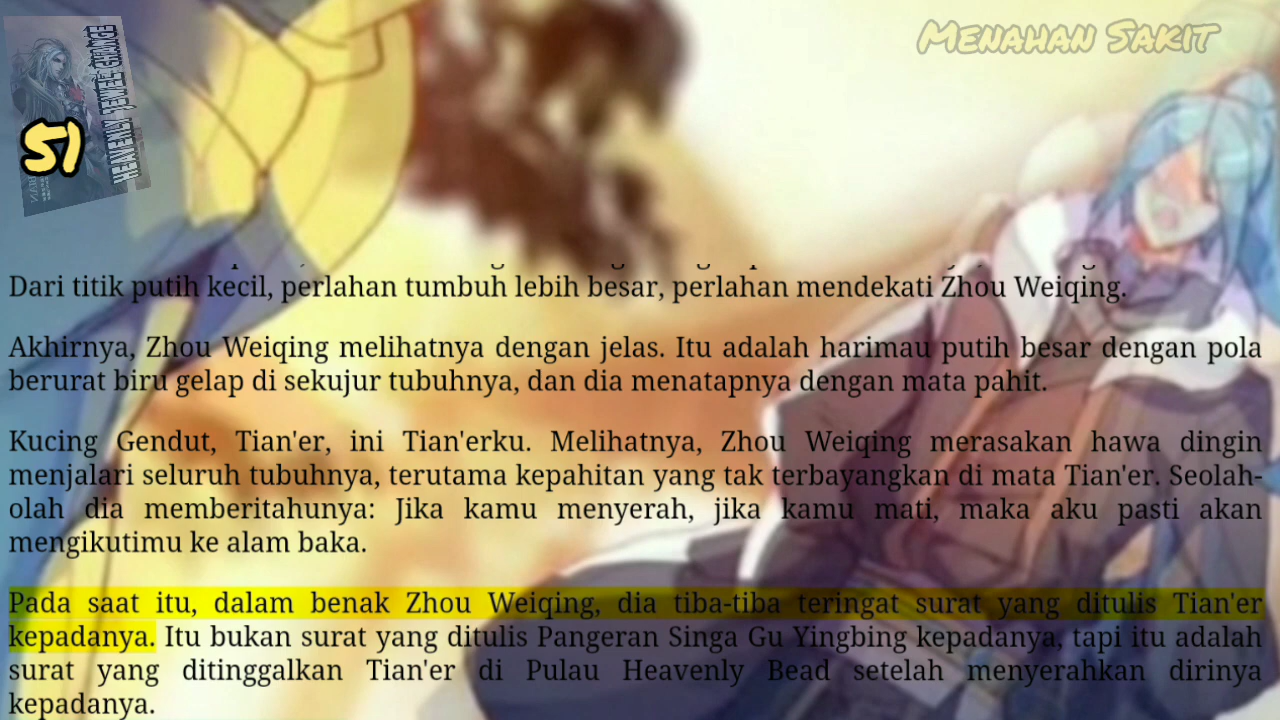 HEAVENLY JEWEL CHANGE
51
Menahan Sakit
Dari titik putih kecil, perlahan tumbuh lebih besar, perlahan mendekati Zhou Weiqing.
Akhirnya, Zhou Weiqing melihatnya dengan jelas. Itu adalah harimau putih besar dengan pola
berurat biru gelap di sekujur tubuhnya, dan dia menatapnya dengan mata pahit.
Kucing Gendut, Tian'er, ini Tian'erku. Melihatnya, Zhou Weiqing merasakan hawa dingin
menjalari seluruh tubuhnya, terutama kepahitan yang tak terbayangkan di mata Tian'er. Seolah-
olah dia memberitahunya: Jika kamu menyerah, jika kamu mati, maka aku pasti akan
mengikutimu ke alam baka.
Pada saat itu, dalam benak Zhou Weiqing, dia tiba-tiba teringat surat yang ditulis Tian'er
kepadanya. Itu bukan surat yang ditulis Pangeran Singa Gu Yingbing kepadanya, tapi itu adalah
surat yang ditinggalkan Tian'er di Pulau Heavenly Bead setelah menyerahkan dirinya
kepadanya.